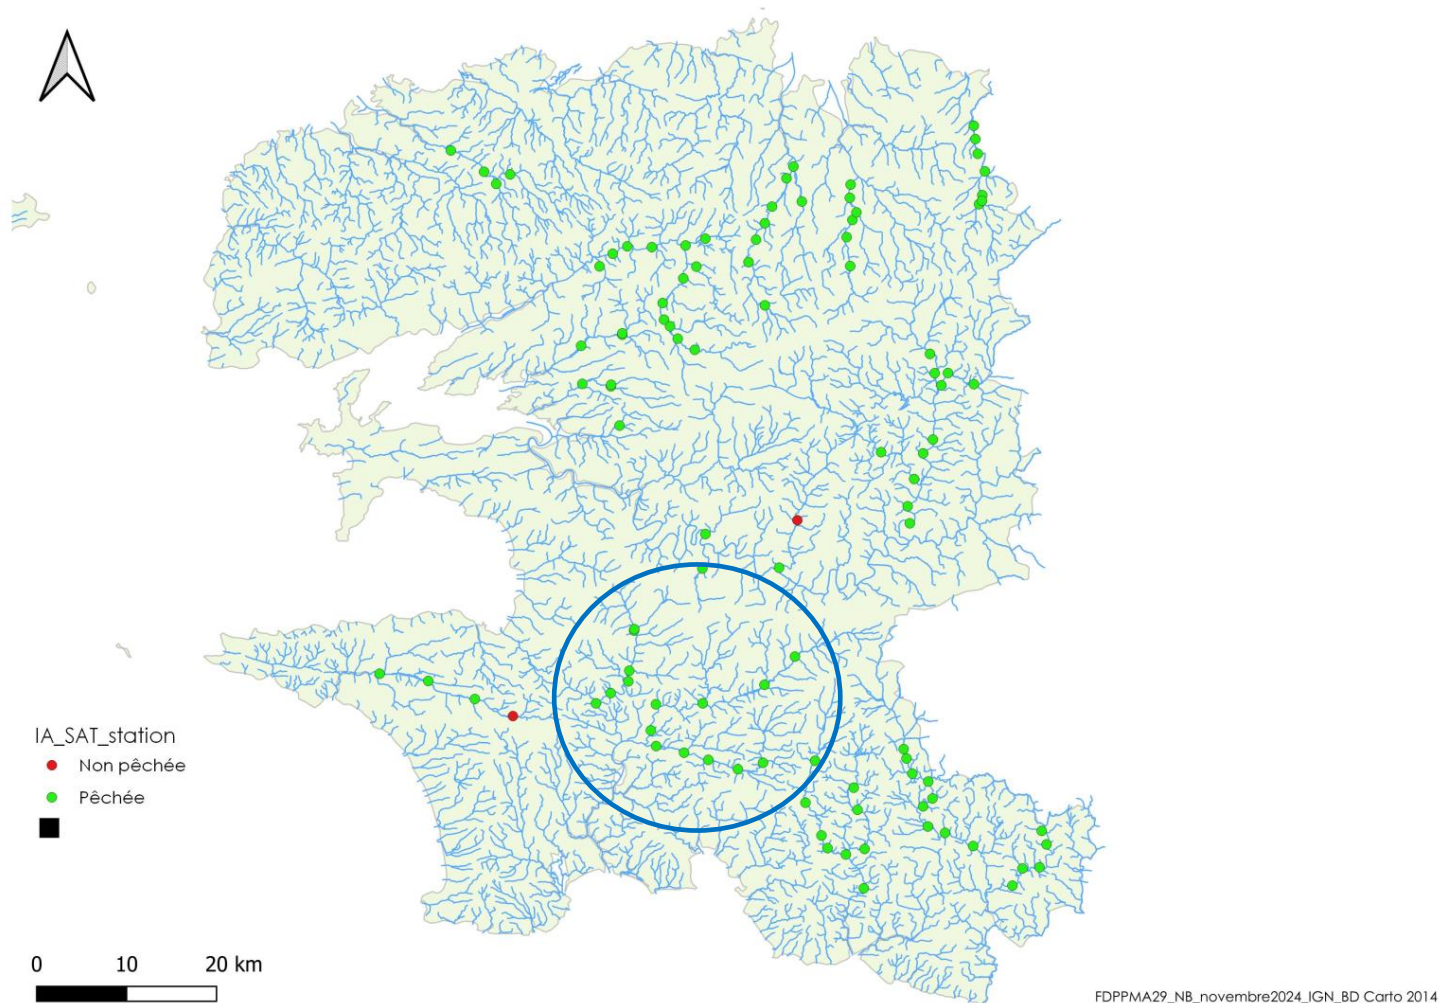 IA_SAT_station
Non pêchée
Pêchée
0 10 20 km
FDPPMA29_NB_novembre2024_IGN_BD Carto 2014